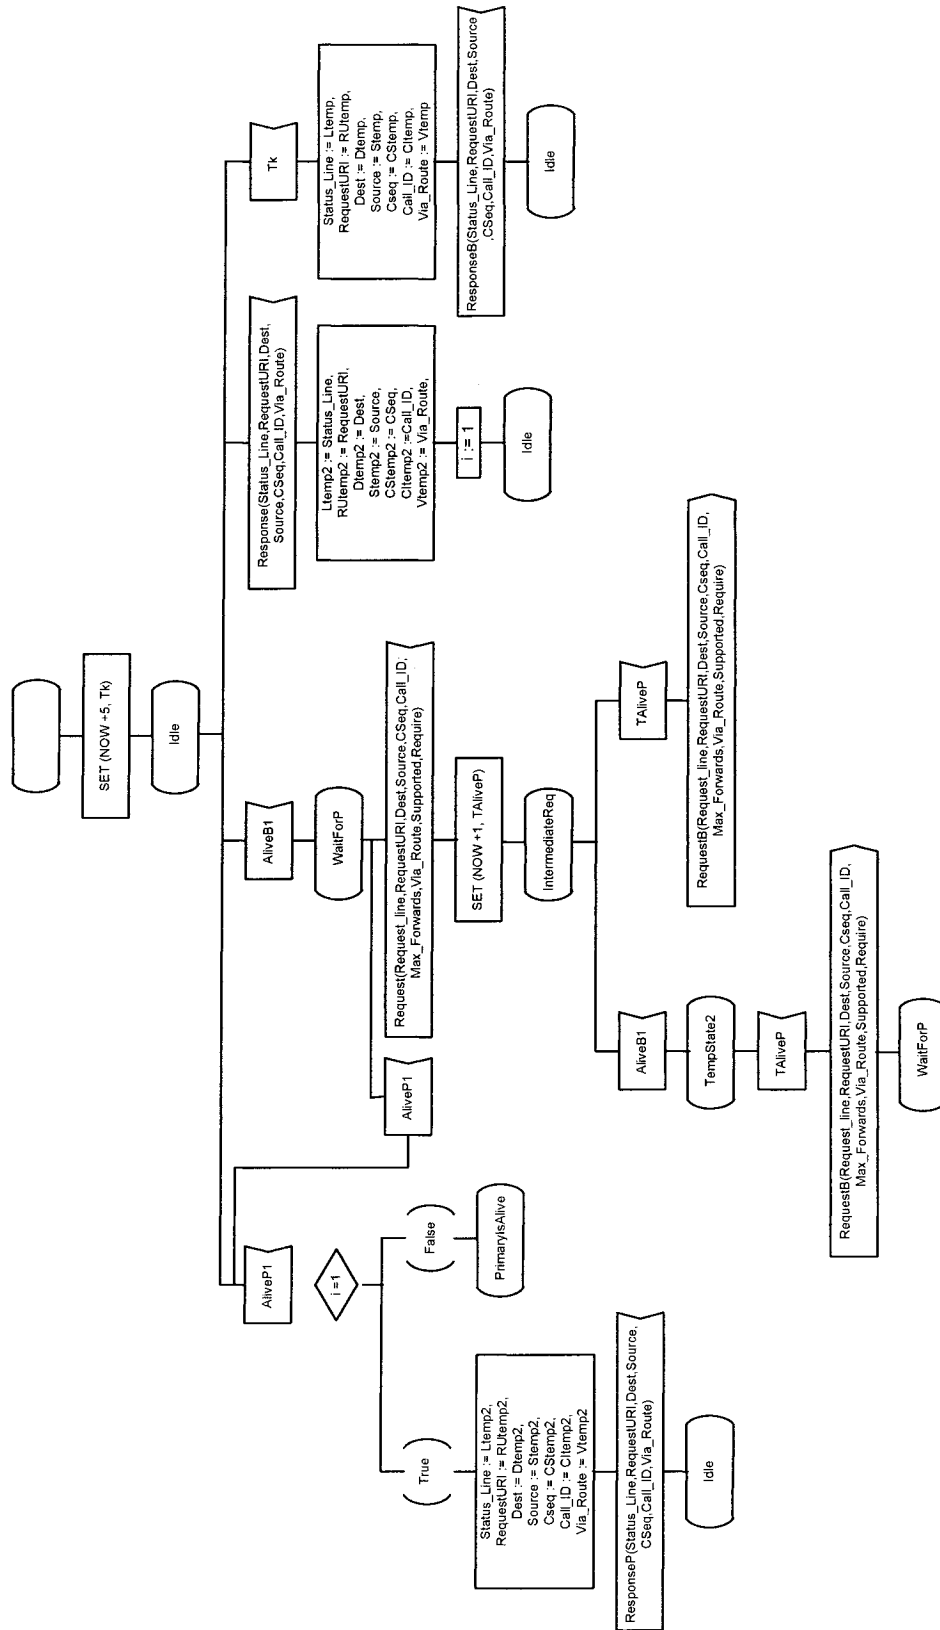 SET (NOW +5, Tk)
Idle
AliveP1
i =1
True
Status_Line := Ltemp2,
RequestURI := RUtemp2,
Dest := Dtemp2,
Source := Stemp2,
Cseq := CStemp2,
Call_ID := CItemp2,
Via_Route := Vtemp2
ResponseP(Status_Line,RequestURI,Dest,Source,
CSeq,Call_ID,Via_Route)
Idle
False
PrimaryIsAlive
AliveP1
AliveB1
WaitForP
Request(Request_line,RequestURI,Dest,Source,CSeq,Call_ID,
Max_Forwards,Via_Route,Supported,Require)
SET (NOW +1, TAliveP)
IntermediateReq
AliveB1
TempState2
TAliveP
RequestB(Request_line,RequestURI,Dest,Source,Cseq,Call_ID,
Max_Forwards,Via_Route,Supported,Require)
WaitForP
TAliveP
RequestB(Request_line,RequestURI,Dest,Source,Cseq,Call_ID,
Max_Forwards,Via_Route,Supported,Require)
Response(Status_Line,RequestURI,Dest,
Source,CSeq,Call_ID,Via_Route)
Ltemp2 := Status_Line,
RUtemp2 := RequestURI,
Dtemp2 := Dest,
Stemp2 := Source,
CStemp2 := CSeq,
CItemp2 :=Call_ID,
Vtemp2 := Via_Route,
i := 1
Idle
Tk
Status_Line := Ltemp,
RequestURI := RUtemp,
Dest := Dtemp,
Source := Stemp,
Cseq := CStemp,
Call_ID := CItemp,
Via_Route := Vtemp
ResponseB(Status_Line,RequestURI,Dest,Source
,CSeq,Call_ID,Via_Route)
Idle